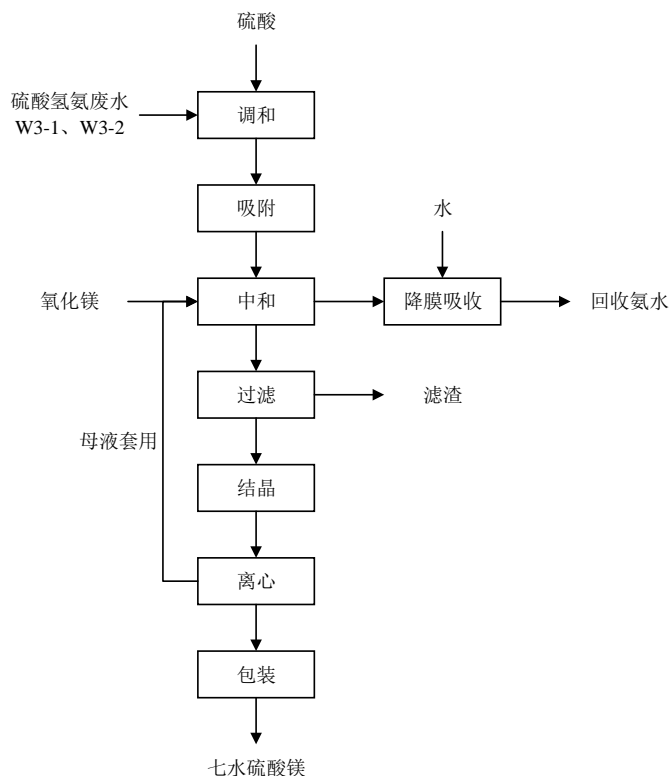 硫酸
硫酸氢氨废水
W3-1、W3-2
调和
吸附
水
氧化镁
中和
降膜吸收
回收氨水
过滤
滤渣
母液套用
结晶
离心
包装
七水硫酸镁